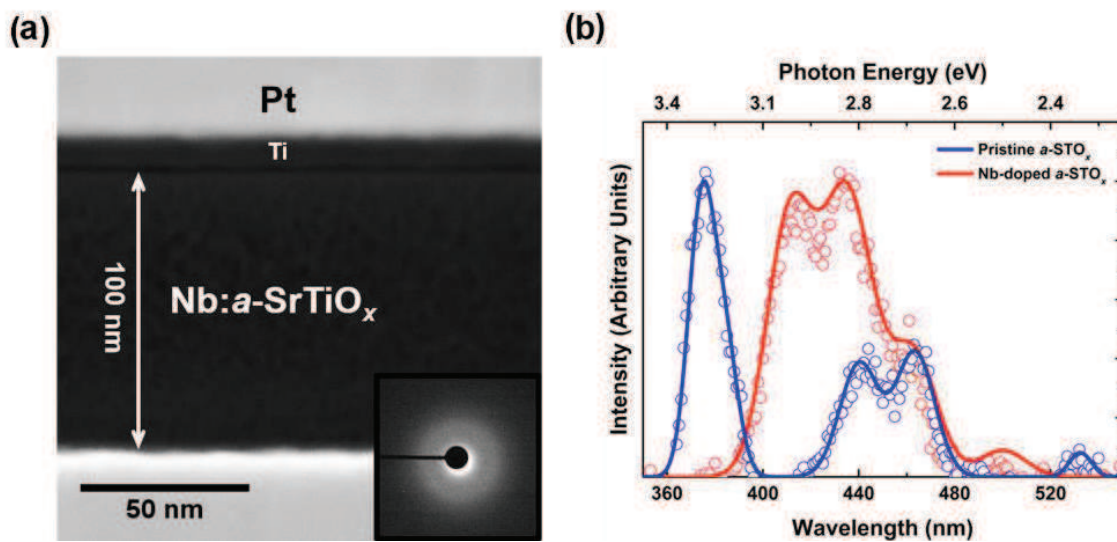 (a)
Pt
Ti
100 nm
Nb:a-SrTiOₓ
50 nm
(b)
Photon Energy (eV)
3.4 3.1 2.8 2.6 2.4
Pristine a-STOₓ
Nb-doped a-STOₓ
Intensity (Arbitrary Units)
360 400 440 480 520
Wavelength (nm)